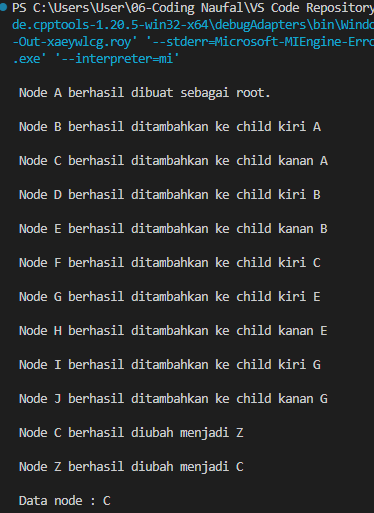 PS C:\Users\User\06-Coding Naufal\VS Code Repository
de.cpptools-1.20.5-win32-x64\debugAdapters\bin\Windo
-Out-xaeywlcg.roy' '--stderr=Microsoft-MIEngine-Erro
.exe' '--interpreter=mi'
Node A berhasil dibuat sebagai root.
Node B berhasil ditambahkan ke child kiri A
Node C berhasil ditambahkan ke child kanan A
Node D berhasil ditambahkan ke child kiri B
Node E berhasil ditambahkan ke child kanan B
Node F berhasil ditambahkan ke child kiri C
Node G berhasil ditambahkan ke child kiri E
Node H berhasil ditambahkan ke child kanan E
Node I berhasil ditambahkan ke child kiri G
Node J berhasil ditambahkan ke child kanan G
Node C berhasil diubah menjadi Z
Node Z berhasil diubah menjadi C
Data node : C